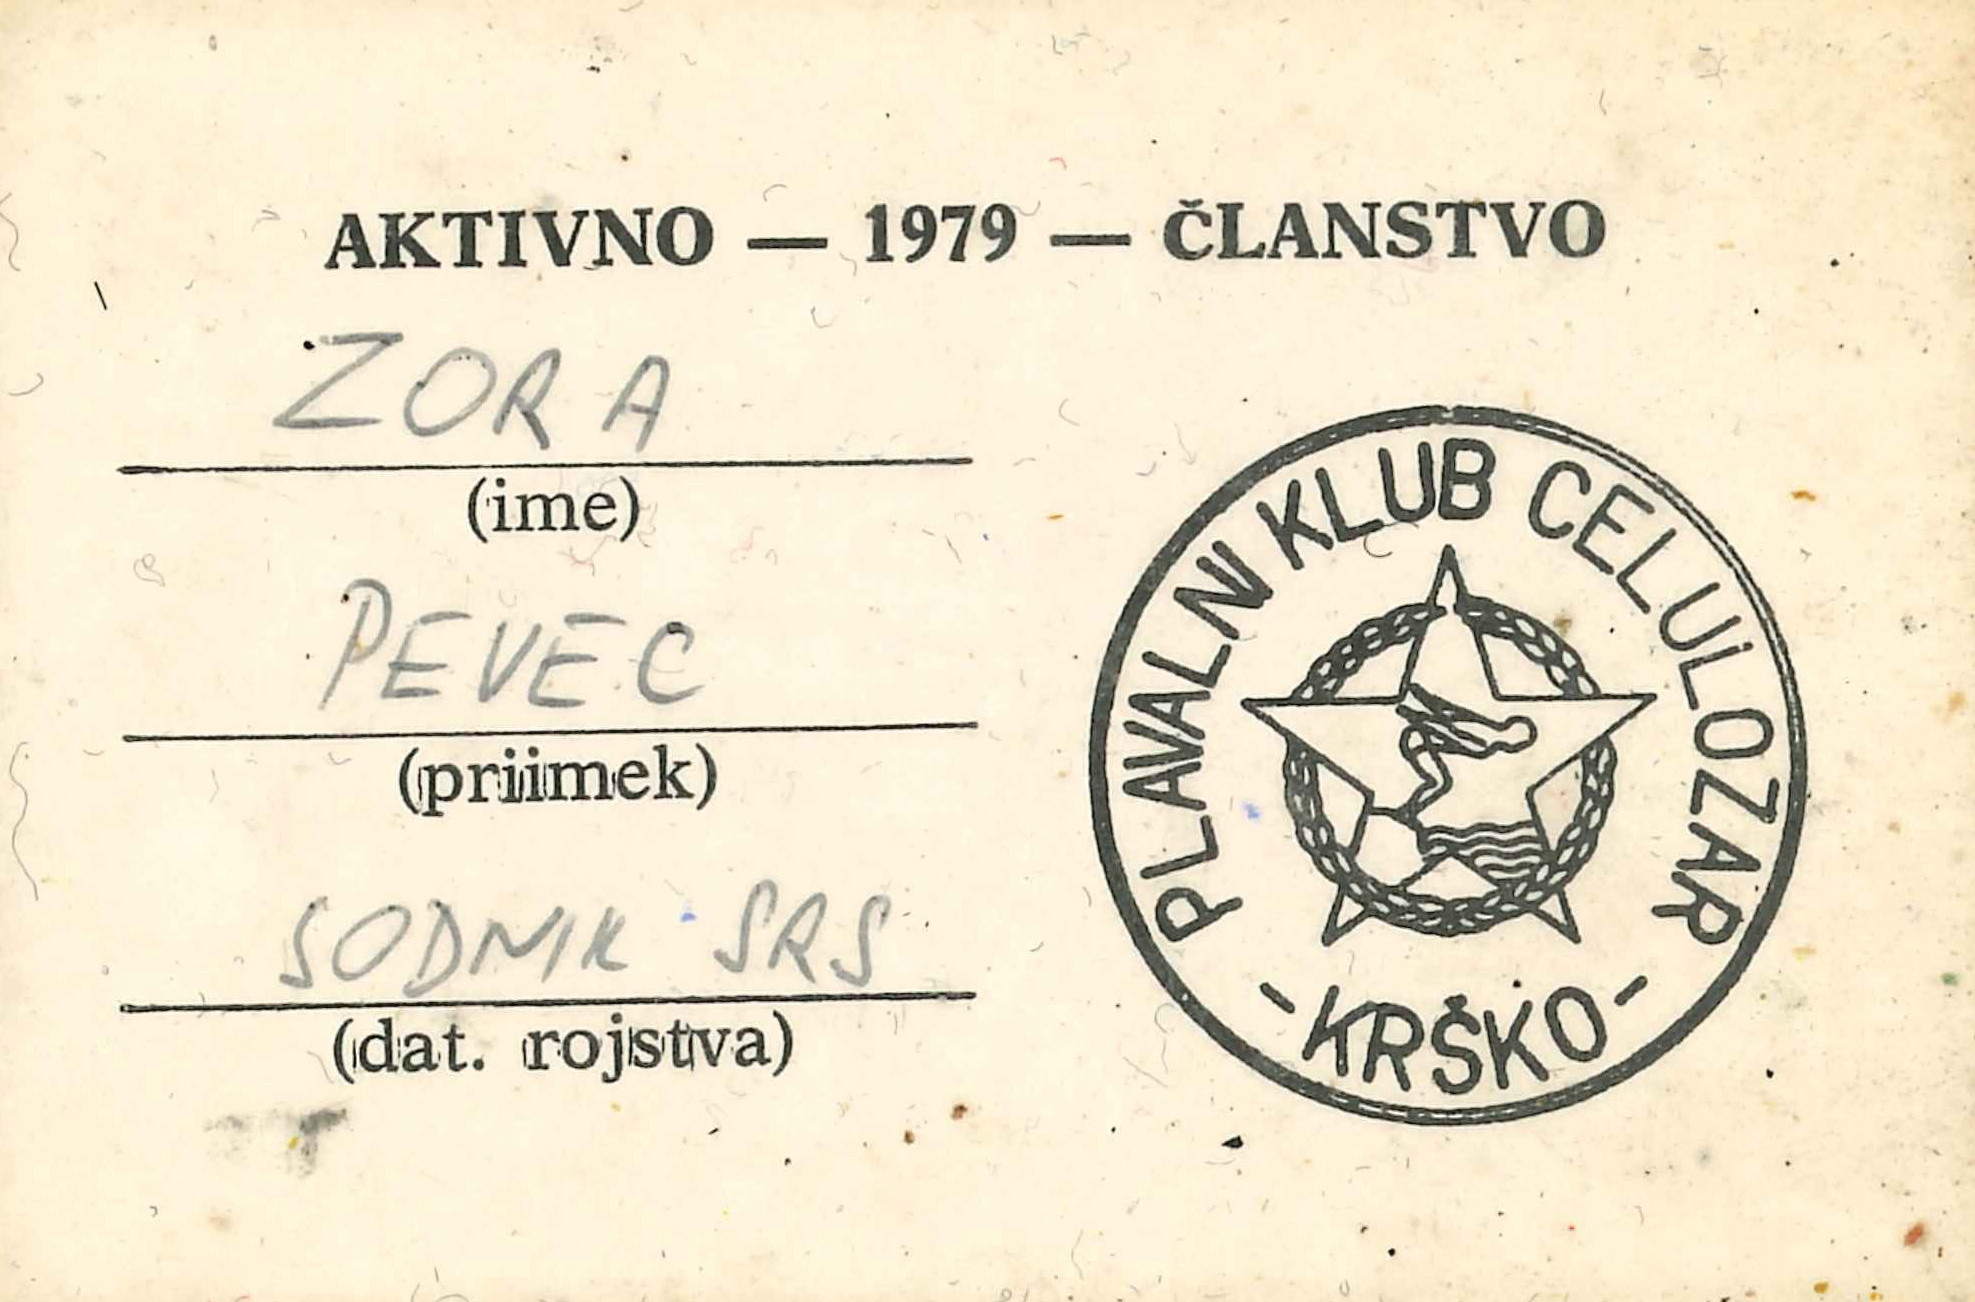 AKTIVNO — 1979 — ČLANSTVO
ZORA
(ime)
PEVEC
(priimek)
SODNIK SRS
(dat. rojstva)
PLAVALNI KLUB CELULOZAR
- KRŠKO -